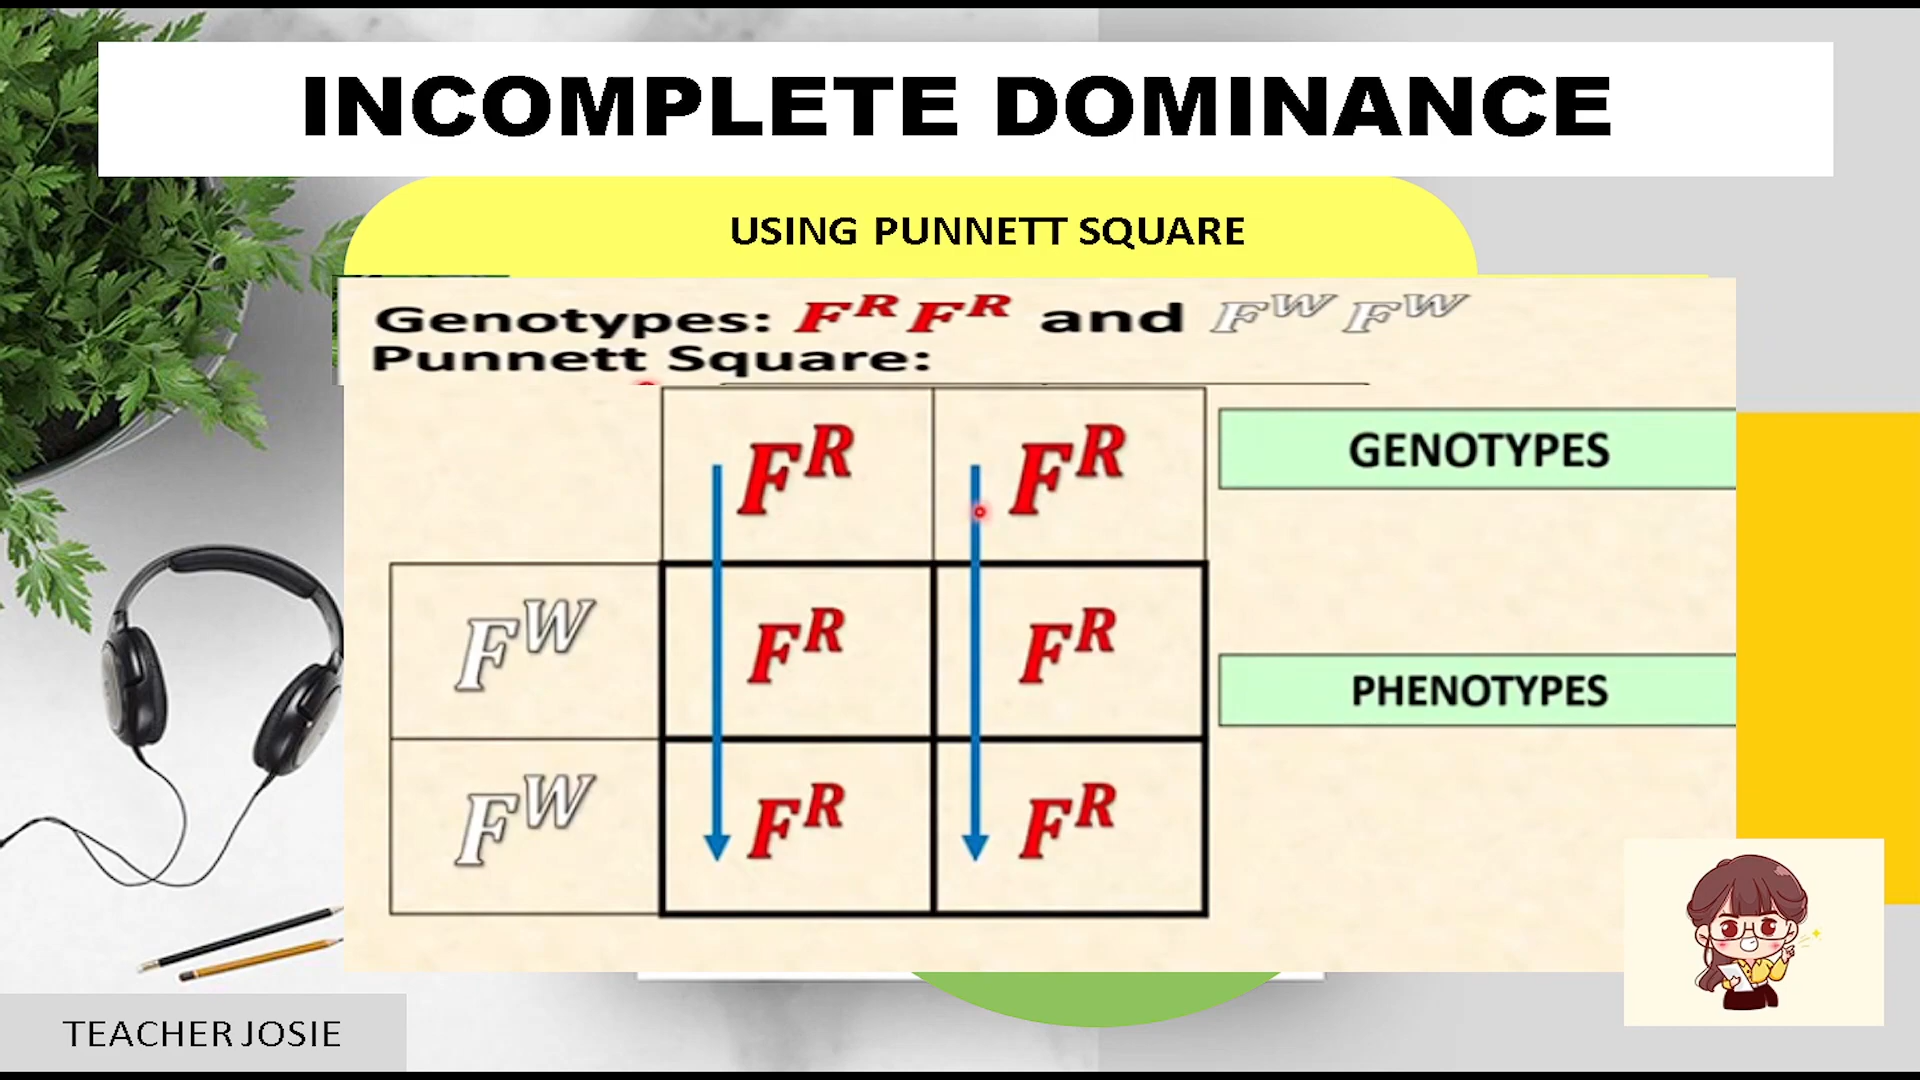 INCOMPLETE DOMINANCE
USING PUNNETT SQUARE
Genotypes: F^R F^R and F^W F^W
Punnett Square:
F^R F^R
GENOTYPES
F^W F^R F^R
PHENOTYPES
F^W F^R F^R
TEACHER JOSIE